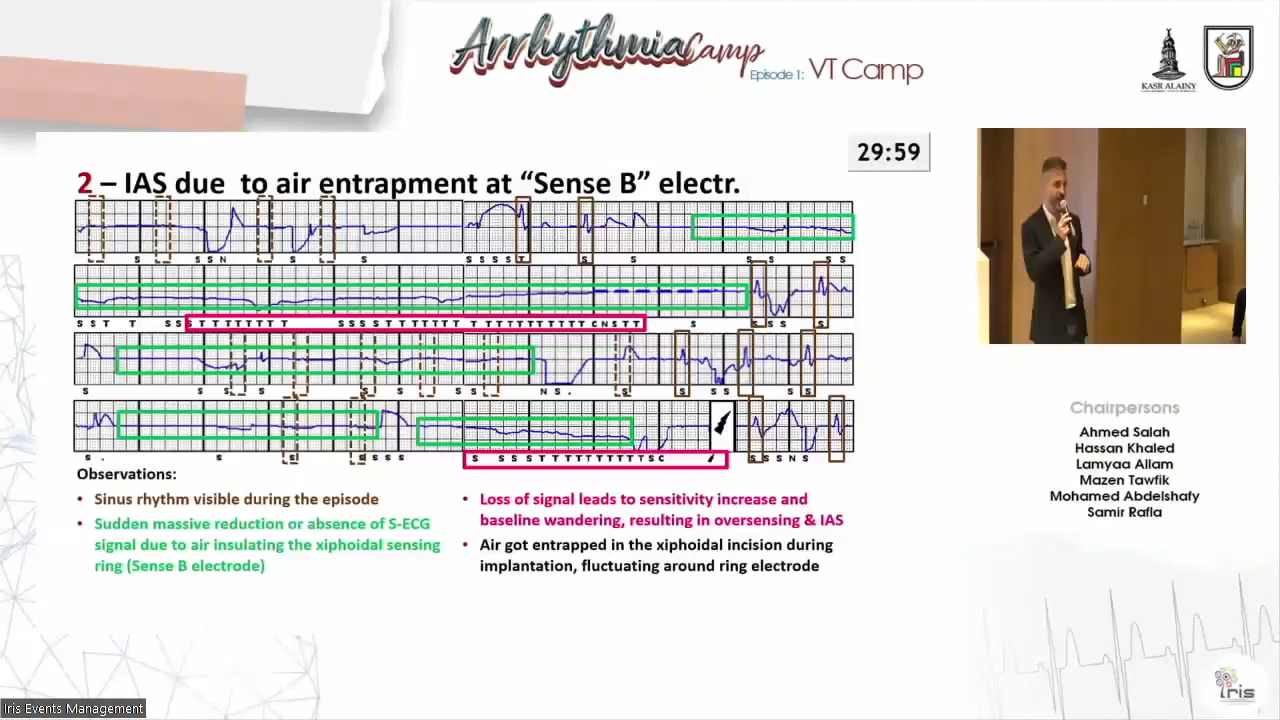 Arrhythmia Camp
Episode 1: VT Camp
KASR ALAINY
29:59
2 – IAS due to air entrapment at “Sense B” electr.
S S S N S S S S S S T S S S S S S
S S T T S S S T T T T T T T T S S S S T T T T T T T T T T T T T T T T T C N S T T S S S S S
S S S S S S S N S . S S S S S S
S . S S S S S S S S S T T T T T T T T T T S C S S S N S
Observations:
• Sinus rhythm visible during the episode
• Sudden massive reduction or absence of S-ECG
signal due to air insulating the xiphoidal sensing
ring (Sense B electrode)
• Loss of signal leads to sensitivity increase and
baseline wandering, resulting in oversensing & IAS
• Air got entrapped in the xiphoidal incision during
implantation, fluctuating around ring electrode
Chairpersons
Ahmed Salah
Hassan Khaled
Lamyaa Allam
Mazen Tawfik
Mohamed Abdelshafy
Samir Rafla
iris
Iris Events Management